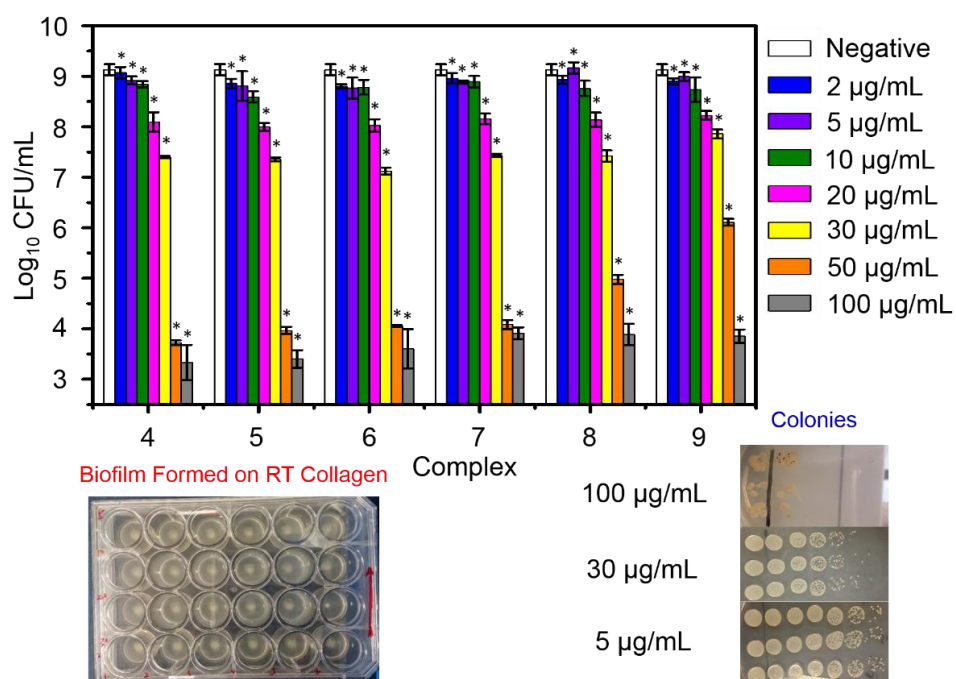 Log10 CFU/mL
10
9
8
7
6
5
4
3
* * * * * * *
* * * * * * *
* * * * * * *
* * * * * * *
* * * * * * *
* * * * * * *
4 5 6 7 8 9
Complex
Negative
2 µg/mL
5 µg/mL
10 µg/mL
20 µg/mL
30 µg/mL
50 µg/mL
100 µg/mL
Biofilm Formed on RT Collagen
Colonies
100 µg/mL
30 µg/mL
5 µg/mL